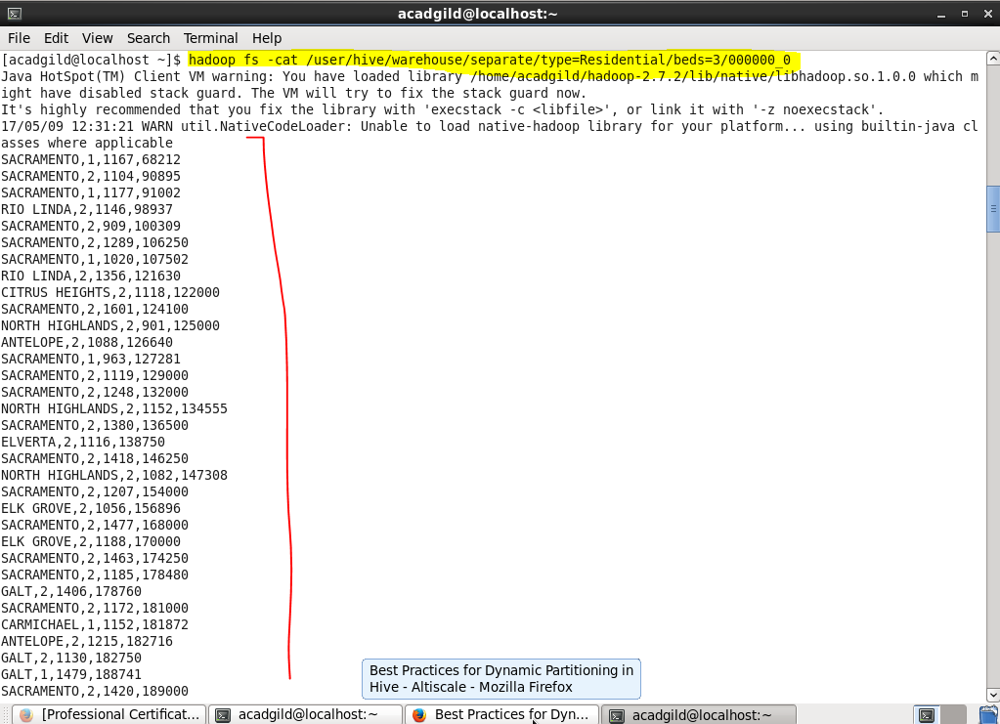 acadgild@localhost:~
File Edit View Search Terminal Help
[acadgild@localhost ~]$ hadoop fs -cat /user/hive/warehouse/separate/type=Residential/beds=3/000000_0
Java HotSpot(TM) Client VM warning: You have loaded library /home/acadgild/hadoop-2.7.2/lib/native/libhadoop.so.1.0.0 which m
ight have disabled stack guard. The VM will try to fix the stack guard now.
It's highly recommended that you fix the library with 'execstack -c <libfile>', or link it with '-z noexecstack'.
17/05/09 12:31:21 WARN util.NativeCodeLoader: Unable to load native-hadoop library for your platform... using builtin-java cl
asses where applicable
SACRAMENTO,1,1167,68212
SACRAMENTO,2,1104,90895
SACRAMENTO,1,1177,91002
RIO LINDA,2,1146,98937
SACRAMENTO,2,909,100309
SACRAMENTO,2,1289,106250
SACRAMENTO,1,1020,107502
RIO LINDA,2,1356,121630
CITRUS HEIGHTS,2,1118,122000
SACRAMENTO,2,1601,124100
NORTH HIGHLANDS,2,901,125000
ANTELOPE,2,1088,126640
SACRAMENTO,1,963,127281
SACRAMENTO,2,1119,129000
SACRAMENTO,2,1248,132000
NORTH HIGHLANDS,2,1152,134555
SACRAMENTO,2,1380,136500
ELVERTA,2,1116,138750
SACRAMENTO,2,1418,146250
NORTH HIGHLANDS,2,1082,147308
SACRAMENTO,2,1207,154000
ELK GROVE,2,1056,156896
SACRAMENTO,2,1477,168000
ELK GROVE,2,1188,170000
SACRAMENTO,2,1463,174250
SACRAMENTO,2,1185,178480
GALT,2,1406,178760
SACRAMENTO,2,1172,181000
CARMICHAEL,1,1152,181872
ANTELOPE,2,1215,182716
GALT,2,1130,182750
GALT,1,1479,188741
SACRAMENTO,2,1420,189000
Best Practices for Dynamic Partitioning in
Hive - Altiscale - Mozilla Firefox
[Professional Certificat... acadgild@localhost:~ Best Practices for Dyn... acadgild@localhost:~